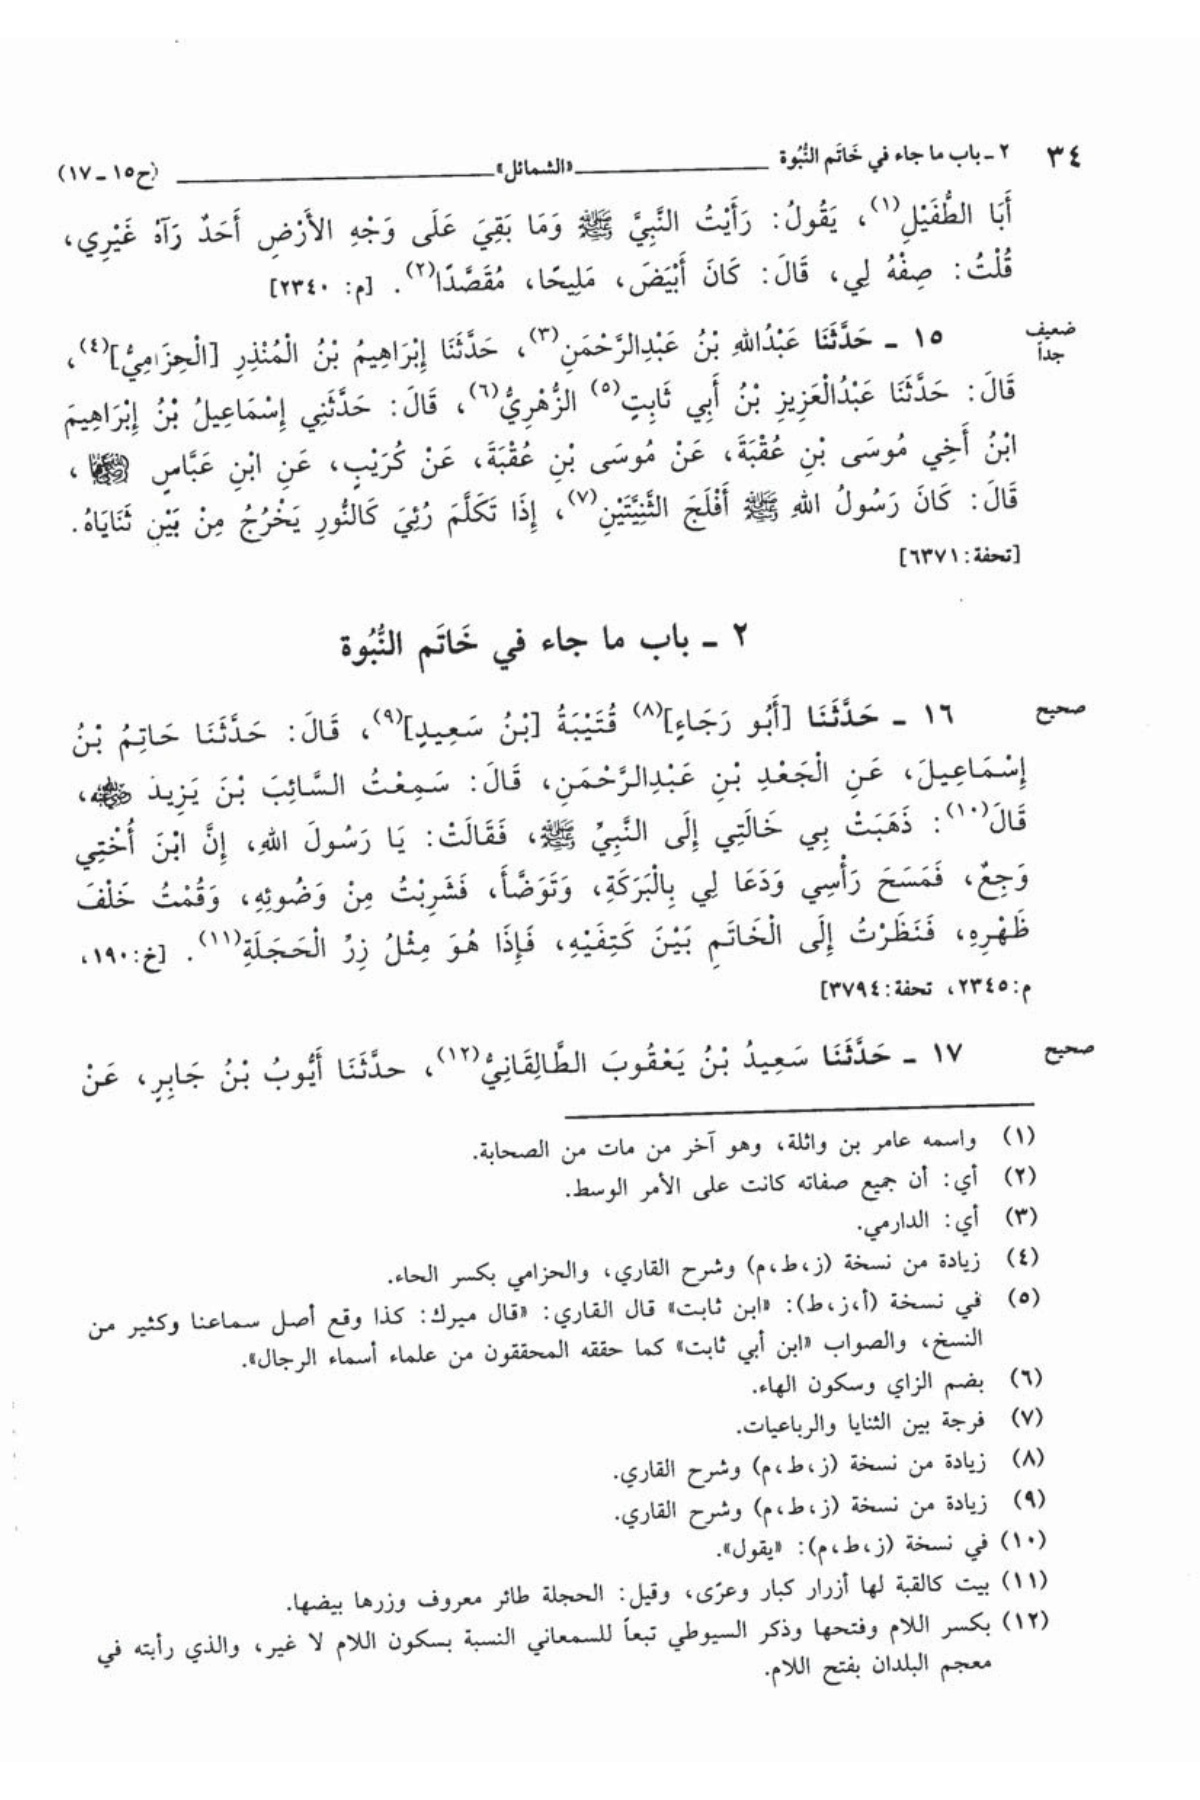 ٣٤ ٢ ـ باب ما جاء في خَاتَم النُّبُوة «الشمائل» (ح١٥ ـ ١٧)
أَبَا الطُّفَيْلِ(١)، يَقُولُ: رَأَيْتُ النَّبِيَّ ﷺ وَمَا بَقِيَ عَلَى وَجْهِ الأَرْضِ أَحَدٌ رَآهُ غَيْرِي،
قُلْتُ: صِفْهُ لِي، قَالَ: كَانَ أَبْيَضَ، مَلِيحًا، مُقَصَّدًا(٢). [م: ٢٣٤٠]
ضعيف جداً
١٥ ـ حَدَّثَنَا عَبْدُاللهِ بْنُ عَبْدِالرَّحْمَنِ(٣)، حَدَّثَنَا إِبْرَاهِيمُ بْنُ الْمُنْذِرِ [الْحِزَامِيُّ](٤)،
قَالَ: حَدَّثَنَا عَبْدُالْعَزِيزِ بْنُ أَبِي ثَابِتٍ(٥) الزُّهْرِيُّ(٦)، قَالَ: حَدَّثَنِي إِسْمَاعِيلُ بْنُ إِبْرَاهِيمَ
ابْنُ أَخِي مُوسَى بْنِ عُقْبَةَ، عَنْ مُوسَى بْنِ عُقْبَةَ، عَنْ كُرَيْبٍ، عَنِ ابْنِ عَبَّاسٍ ،
قَالَ: كَانَ رَسُولُ اللهِ ﷺ أَفْلَجَ الثَّنِيَّتَيْنِ(٧)، إِذَا تَكَلَّمَ رُئِيَ كَالنُّورِ يَخْرُجُ مِنْ بَيْنِ ثَنَايَاهُ.
[تحفة: ٦٣٧١]
٢ ـ باب ما جاء في خَاتَم النُّبُوة
صحيح
١٦ ـ حَدَّثَنَا [أَبُو رَجَاءٍ](٨) قُتَيْبَةُ [بْنُ سَعِيدٍ](٩)، قَالَ: حَدَّثَنَا حَاتِمُ بْنُ
إِسْمَاعِيلَ، عَنِ الْجَعْدِ بْنِ عَبْدِالرَّحْمَنِ، قَالَ: سَمِعْتُ السَّائِبَ بْنَ يَزِيدَ ،
قَالَ(١٠): ذَهَبَتْ بِي خَالَتِي إِلَى النَّبِيِّ ﷺ، فَقَالَتْ: يَا رَسُولَ اللهِ، إِنَّ ابْنَ أُخْتِي
وَجِعٌ، فَمَسَحَ رَأْسِي وَدَعَا لِي بِالْبَرَكَةِ، وَتَوَضَّأَ، فَشَرِبْتُ مِنْ وَضُوئِهِ، وَقُمْتُ خَلْفَ
ظَهْرِهِ، فَنَظَرْتُ إِلَى الْخَاتَمِ بَيْنَ كَتِفَيْهِ، فَإِذَا هُوَ مِثْلُ زِرِّ الْحَجَلَةِ(١١). [خ: ١٩٠،
م: ٢٣٤٥، تحفة: ٣٧٩٤]
صحيح
١٧ ـ حَدَّثَنَا سَعِيدُ بْنُ يَعْقُوبَ الطَّالِقَانِيُّ(١٢)، حدَّثَنَا أَيُّوبُ بْنُ جَابِرٍ، عَنْ
(١) واسمه عامر بن واثلة، وهو آخر من مات من الصحابة.
(٢) أي: أن جميع صفاته كانت على الأمر الوسط.
(٣) أي: الدارمي.
(٤) زيادة من نسخة (ز،ط،م) وشرح القاري، والحزامي بكسر الحاء.
(٥) في نسخة (أ،ز،ط): «ابن ثابت» قال القاري: «قال ميرك: كذا وقع أصل سماعنا وكثير من
النسخ، والصواب «ابن أبي ثابت» كما حققه المحققون من علماء أسماء الرجال».
(٦) بضم الزاي وسكون الهاء.
(٧) فرجة بين الثنايا والرباعيات.
(٨) زيادة من نسخة (ز،ط،م) وشرح القاري.
(٩) زيادة من نسخة (ز،ط،م) وشرح القاري.
(١٠) في نسخة (ز،ط،م): «يقول».
(١١) بيت كالقبة لها أزرار كبار وعرًى، وقيل: الحجلة طائر معروف وزرها بيضها.
(١٢) بكسر اللام وفتحها وذكر السيوطي تبعاً للسمعاني النسبة بسكون اللام لا غير، والذي رأيته في
معجم البلدان بفتح اللام.